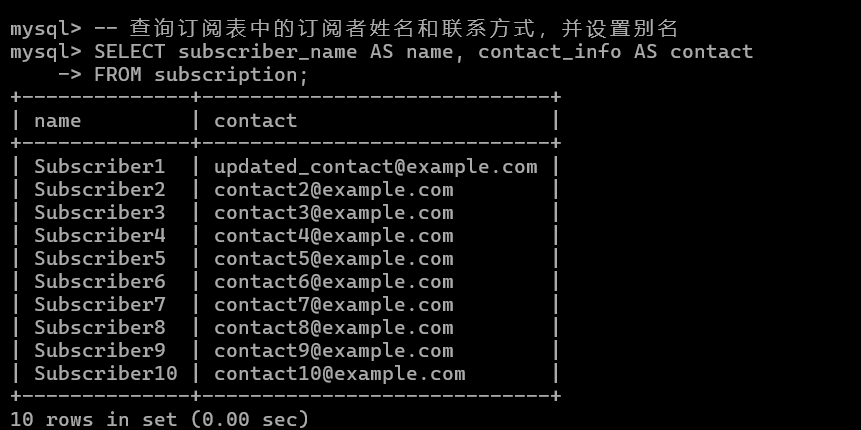 mysql> -- 查询订阅表中的订阅者姓名和联系方式，并设置别名
mysql> SELECT subscriber_name AS name, contact_info AS contact
    -> FROM subscription;
+--------------+-----------------------------+
| name         | contact                     |
+--------------+-----------------------------+
| Subscriber1  | updated_contact@example.com |
| Subscriber2  | contact2@example.com        |
| Subscriber3  | contact3@example.com        |
| Subscriber4  | contact4@example.com        |
| Subscriber5  | contact5@example.com        |
| Subscriber6  | contact6@example.com        |
| Subscriber7  | contact7@example.com        |
| Subscriber8  | contact8@example.com        |
| Subscriber9  | contact9@example.com        |
| Subscriber10 | contact10@example.com       |
+--------------+-----------------------------+
10 rows in set (0.00 sec)